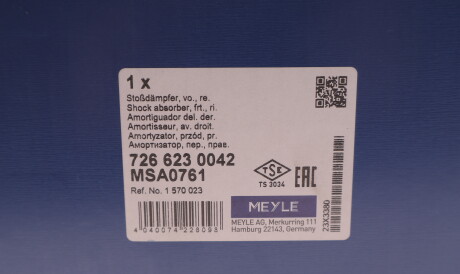 1 x
Stoßdämpfer, vo., re.
Shock absorber, frt., ri.
Amortiguador del. der.
Amortisseur, av. droit.
Amortyzator, przód, pr.
Амортизатор, пер., прав.
726 623 0042
MSA0761
Ref. No. 1 570 023
TSE
TS 3024
EAC
MEYLE
MEYLE AG, Merkurring 111
Hamburg 22143, Germany
4 040074 228098
23X3380